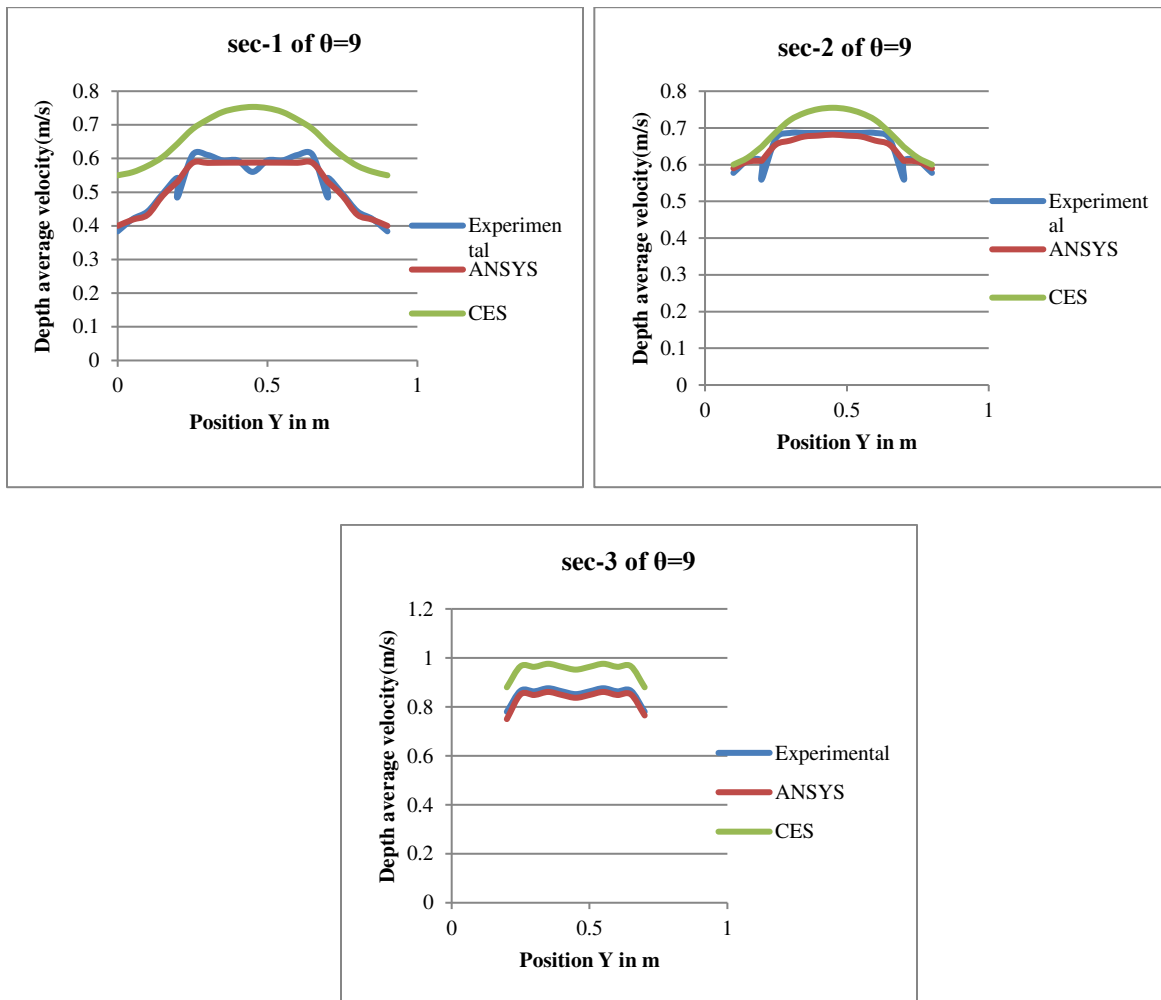 sec-1 of θ=9
Depth average velocity(m/s)
0.8
0.7
0.6
0.5
0.4
0.3
0.2
0.1
0
0
0.5
1
Position Y in m
Experimen
tal
ANSYS
CES
sec-2 of θ=9
Depth average velocity(m/s)
0.8
0.7
0.6
0.5
0.4
0.3
0.2
0.1
0
0
0.5
1
Position Y in m
Experiment
al
ANSYS
CES
sec-3 of θ=9
Depth average velocity(m/s)
1.2
1
0.8
0.6
0.4
0.2
0
0
0.5
1
Position Y in m
Experimental
ANSYS
CES